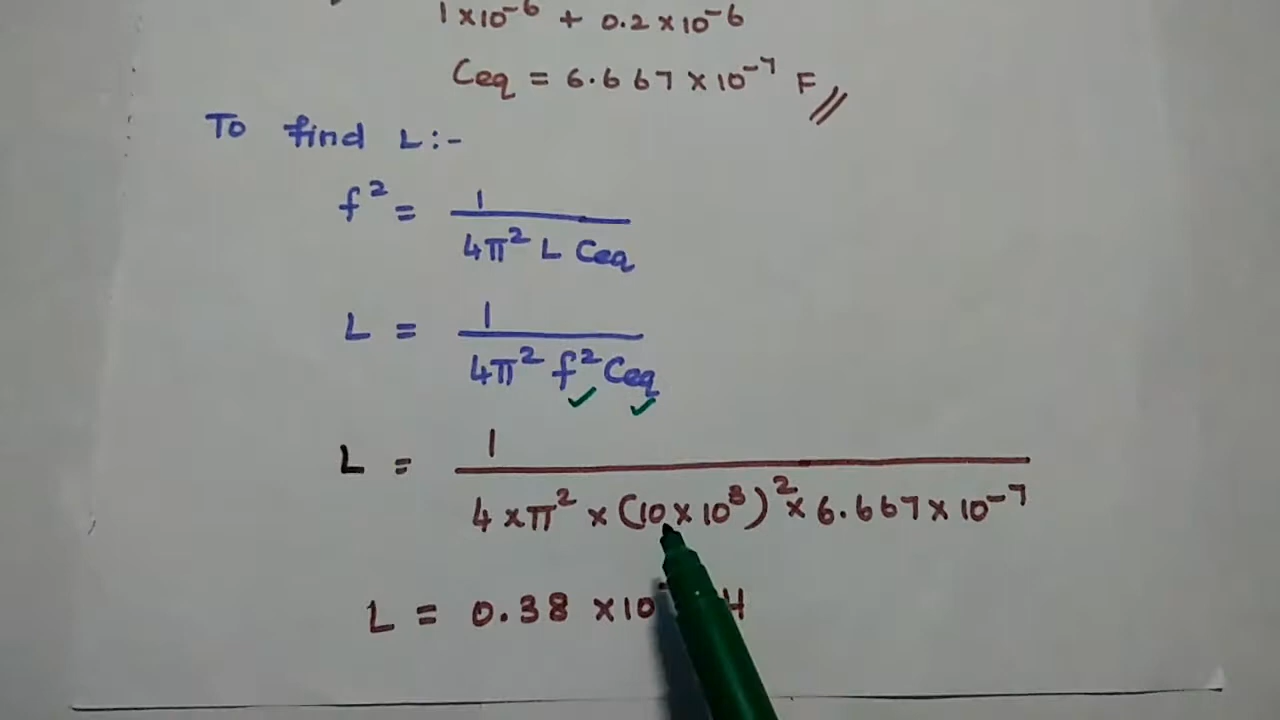 1×10⁻⁶ + 0.2×10⁻⁶
Ceq = 6.667×10⁻⁷ F
To find L:-
f² = 1
4π² L Ceq
L = 1
4π² f² Ceq
L = 1
4×π²×(10×10³)²×6.667×10⁻⁷
L = 0.38 ×10 H